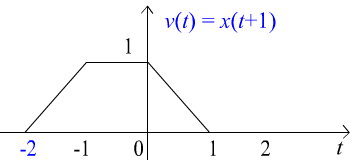 v(t) = x(t+1)
1
-2 -1 0 1 2 t